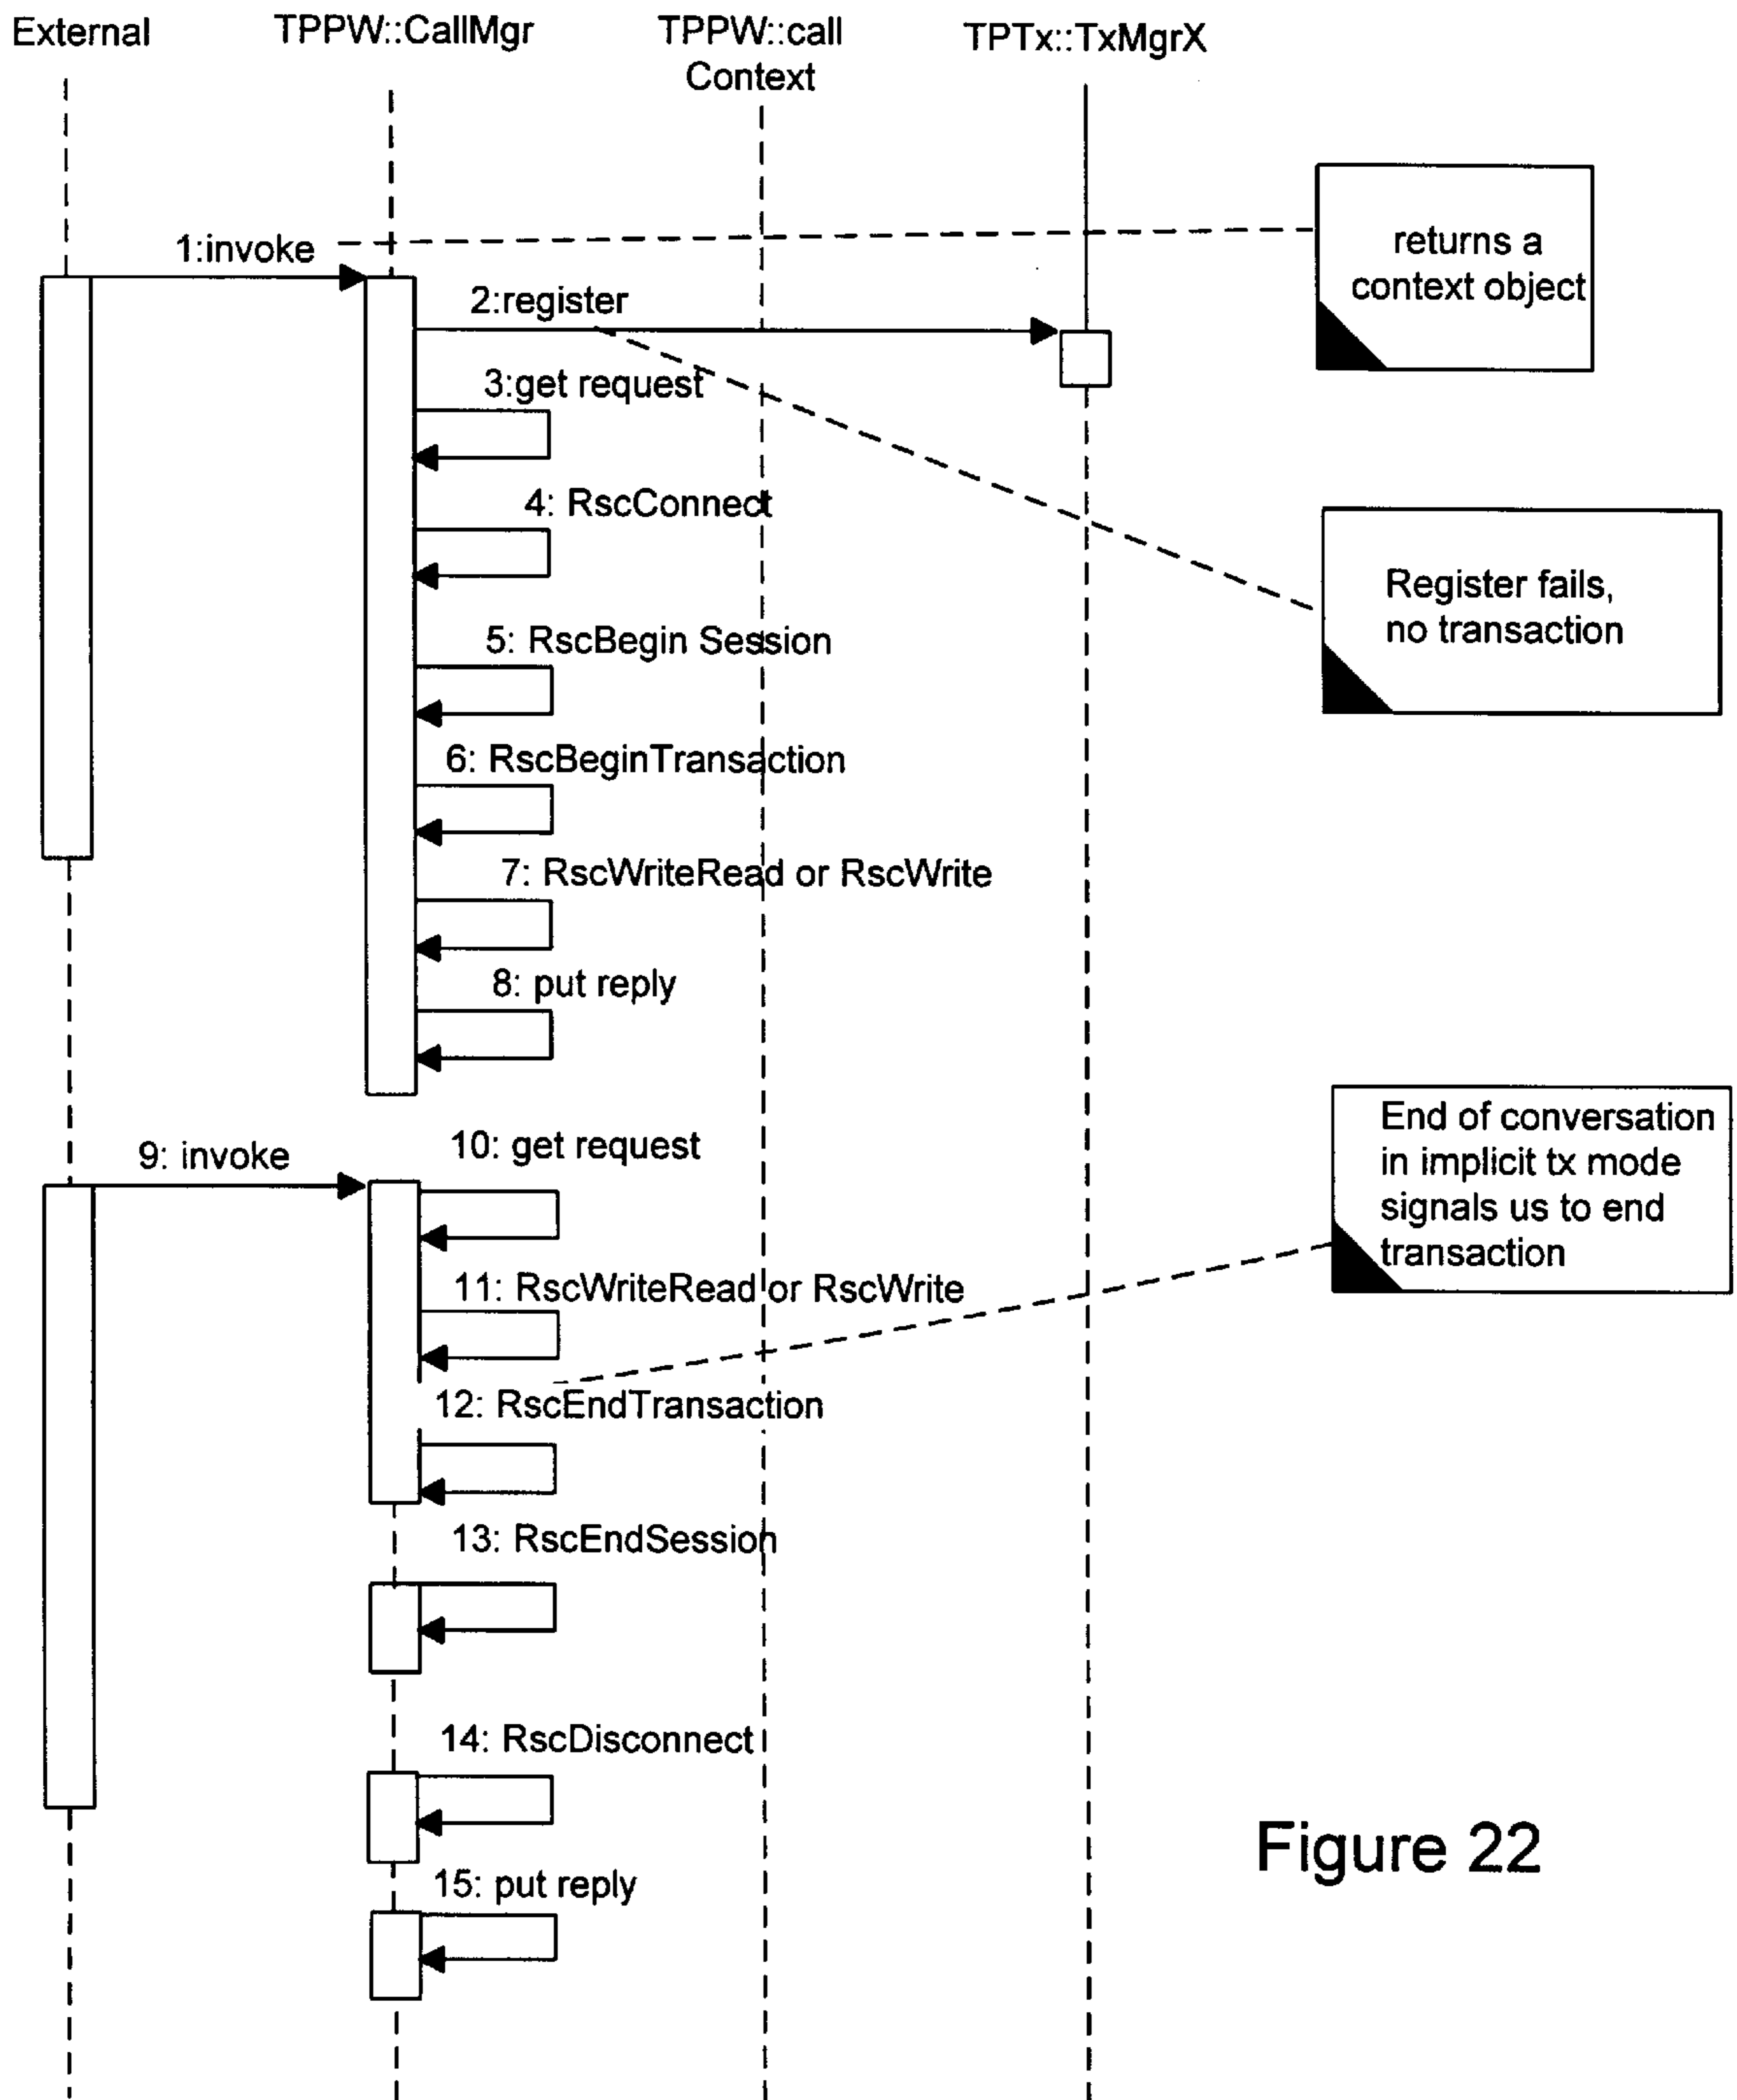 External
TPPW::CallMgr
TPPW::call
Context
TPTx::TxMgrX
returns a
context object
1:invoke
2:register
3:get request
4: RscConnect
Register fails,
no transaction
5: RscBegin Session
6: RscBeginTransaction
7: RscWriteRead or RscWrite
8: put reply
End of conversation
in implicit tx mode
signals us to end
transaction
9: invoke
10: get request
11: RscWriteRead or RscWrite
12: RscEndTransaction
13: RscEndSession
14: RscDisconnect
15: put reply
Figure 22